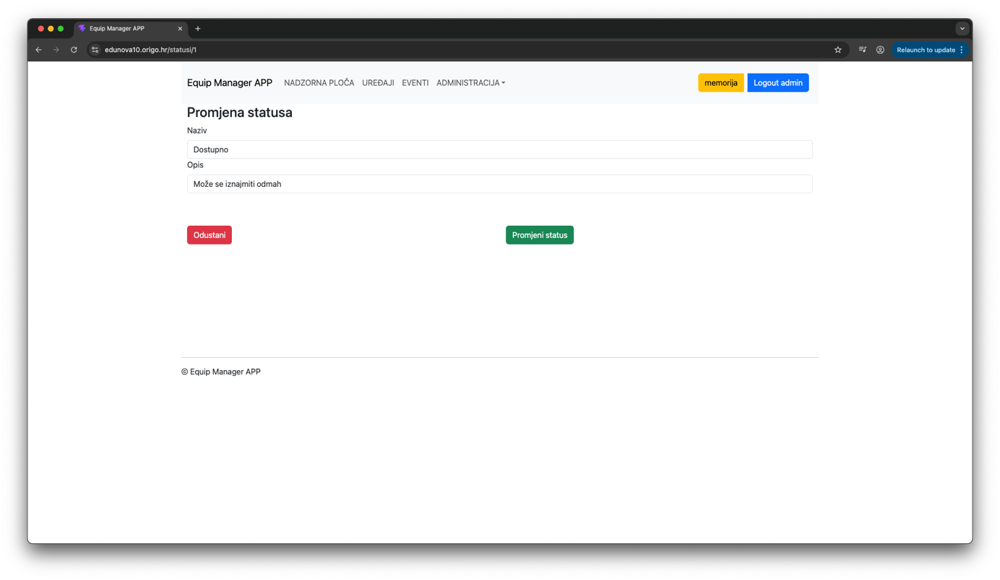 Equip Manager APP
edunova10.origo.hr/statusi/1
Relaunch to update
Equip Manager APP NADZORNA PLOČA UREĐAJI EVENTI ADMINISTRACIJA memorija Logout admin
Promjena statusa
Naziv
Dostupno
Opis
Može se iznajmiti odmah
Odustani Promjeni status
© Equip Manager APP